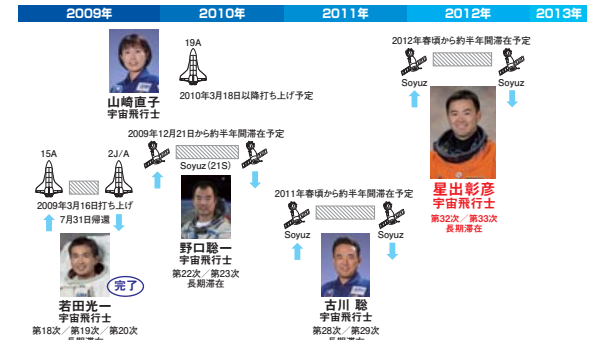 2009年
2010年
2011年
2012年
2013年
山崎直子
宇宙飛行士
19A
2010年3月18日以降打ち上げ予定
2012年春頃から約半年間滞在予定
Soyuz
Soyuz
星出彰彦
宇宙飛行士
第32次／第33次
長期滞在
15A
2J/A
2009年3月16日打ち上げ
7月31日帰還
完了
若田光一
宇宙飛行士
第18次／第19次／第20次
長期滞在
2009年12月21日から約半年間滞在予定
Soyuz(21S)
野口聡一
宇宙飛行士
第22次／第23次
長期滞在
2011年春頃から約半年間滞在予定
Soyuz
Soyuz
古川 聡
宇宙飛行士
第28次／第29次
長期滞在